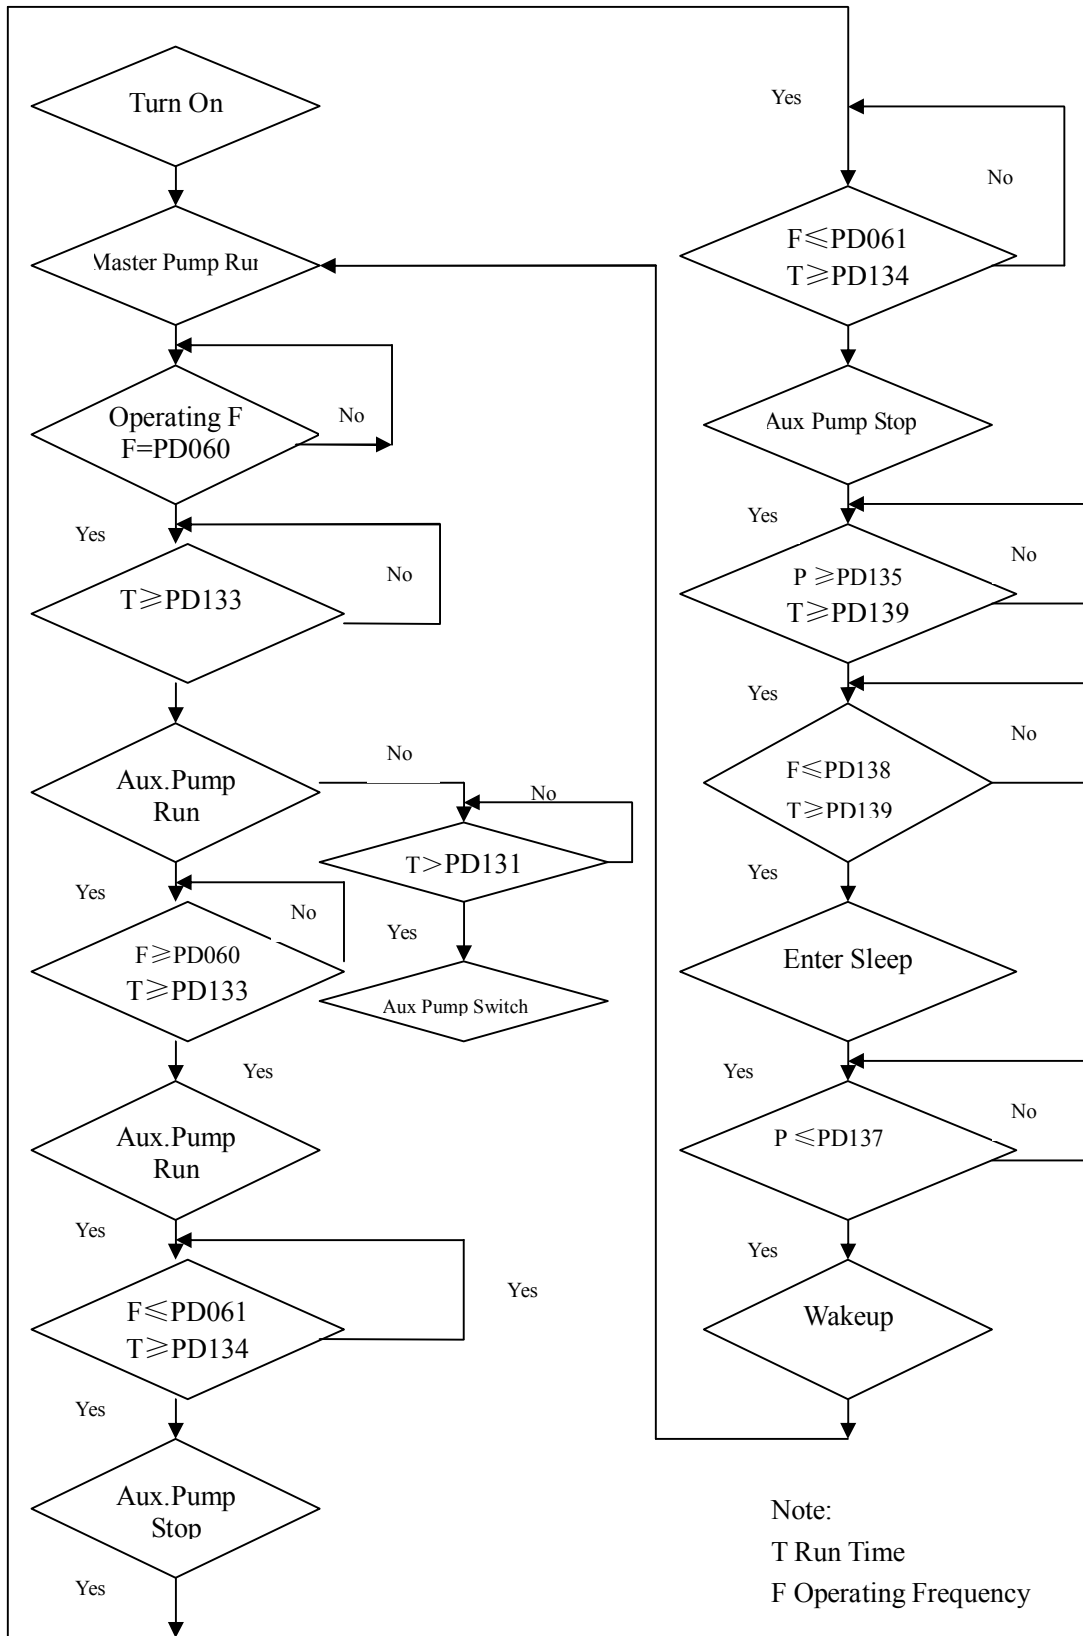 Turn On
Master Pump Run
Operating F
F=PD060
No
Yes
No
T≥PD133
Aux.Pump
Run
No
No
T>PD131
Yes
Aux Pump Switch
Yes
No
F≥PD060
T≥PD133
Yes
Aux.Pump
Run
Yes
Yes
F≤PD061
T≥PD134
Yes
Aux.Pump
Stop
Yes
Yes
No
F≤PD061
T≥PD134
Aux Pump Stop
Yes
No
P ≥PD135
T≥PD139
Yes
No
F≤PD138
T≥PD139
Yes
Enter Sleep
Yes
No
P ≤PD137
Yes
Wakeup
Note:
T Run Time
F Operating Frequency